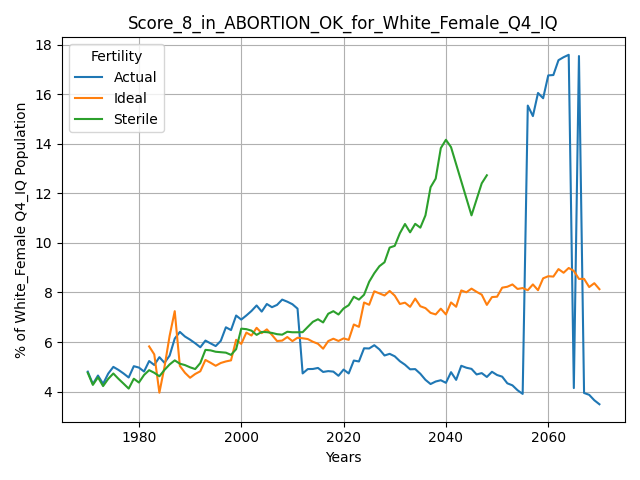 Score_8_in_ABORTION_OK_for_White_Female_Q4_IQ
Fertility
Actual
Ideal
Sterile
% of White_Female Q4_IQ Population
18
16
14
12
10
8
6
4
1980
2000
2020
2040
2060
Years